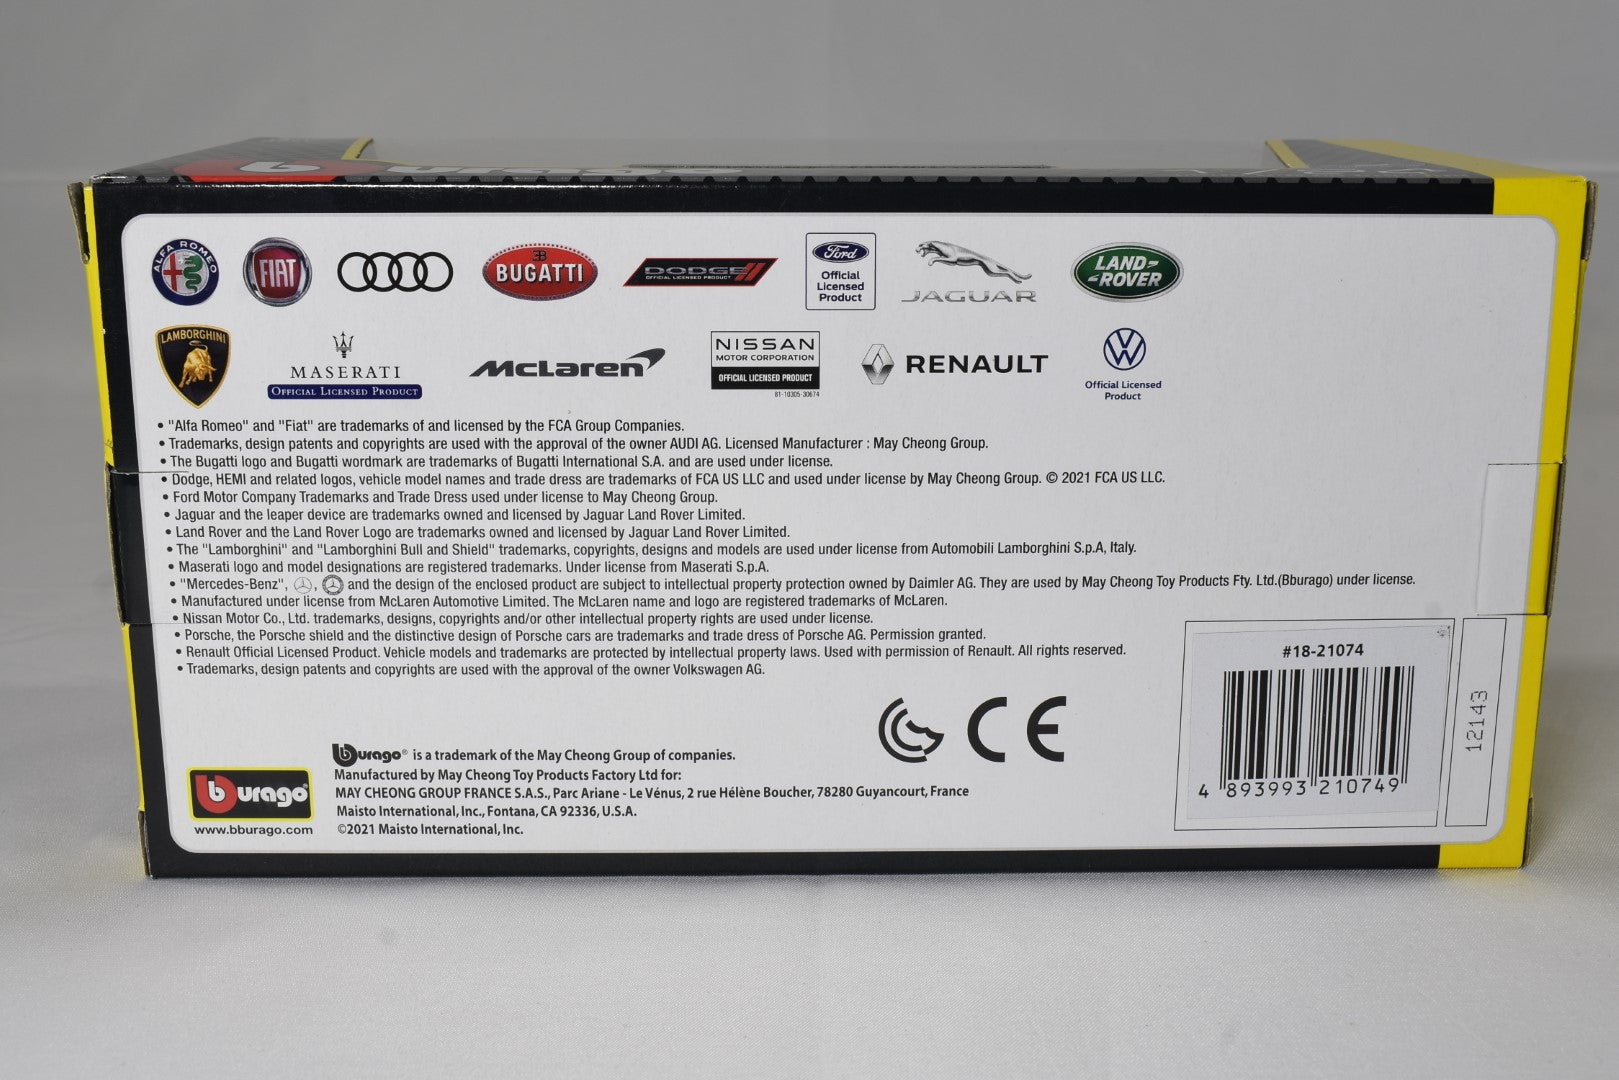 ALFA ROMEO
FIAT
EB
BUGATTI
DODGE
OFFICIAL LICENSED PRODUCT
Ford
Official
Licensed
Product
JAGUAR
LAND-
-ROVER
LAMBORGHINI
MASERATI
OFFICIAL LICENSED PRODUCT
McLaren
NISSAN
MOTOR CORPORATION
OFFICIAL LICENSED PRODUCT
81-10305-30674
RENAULT
Official Licensed
Product
• "Alfa Romeo" and "Fiat" are trademarks of and licensed by the FCA Group Companies.
• Trademarks, design patents and copyrights are used with the approval of the owner AUDI AG. Licensed Manufacturer : May Cheong Group.
• The Bugatti logo and Bugatti wordmark are trademarks of Bugatti International S.A. and are used under license.
• Dodge, HEMI and related logos, vehicle model names and trade dress are trademarks of FCA US LLC and used under license by May Cheong Group. © 2021 FCA US LLC.
• Ford Motor Company Trademarks and Trade Dress used under license to May Cheong Group.
• Jaguar and the leaper device are trademarks owned and licensed by Jaguar Land Rover Limited.
• Land Rover and the Land Rover Logo are trademarks owned and licensed by Jaguar Land Rover Limited.
• The "Lamborghini" and "Lamborghini Bull and Shield" trademarks, copyrights, designs and models are used under license from Automobili Lamborghini S.p.A, Italy.
• Maserati logo and model designations are registered trademarks. Under license from Maserati S.p.A.
• "Mercedes-Benz", , and the design of the enclosed product are subject to intellectual property protection owned by Daimler AG. They are used by May Cheong Toy Products Fty. Ltd.(Bburago) under license.
• Manufactured under license from McLaren Automotive Limited. The McLaren name and logo are registered trademarks of McLaren.
• Nissan Motor Co., Ltd. trademarks, designs, copyrights and/or other intellectual property rights are used under license.
• Porsche, the Porsche shield and the distinctive design of Porsche cars are trademarks and trade dress of Porsche AG. Permission granted.
• Renault Official Licensed Product. Vehicle models and trademarks are protected by intellectual property laws. Used with permission of Renault. All rights reserved.
• Trademarks, design patents and copyrights are used with the approval of the owner Volkswagen AG.
bburago
www.bburago.com
bburago® is a trademark of the May Cheong Group of companies.
Manufactured by May Cheong Toy Products Factory Ltd for:
MAY CHEONG GROUP FRANCE S.A.S., Parc Ariane - Le Vénus, 2 rue Hélène Boucher, 78280 Guyancourt, France
Maisto International, Inc., Fontana, CA 92336, U.S.A.
©2021 Maisto International, Inc.
CE
#18-21074
4 893993 210749
12143